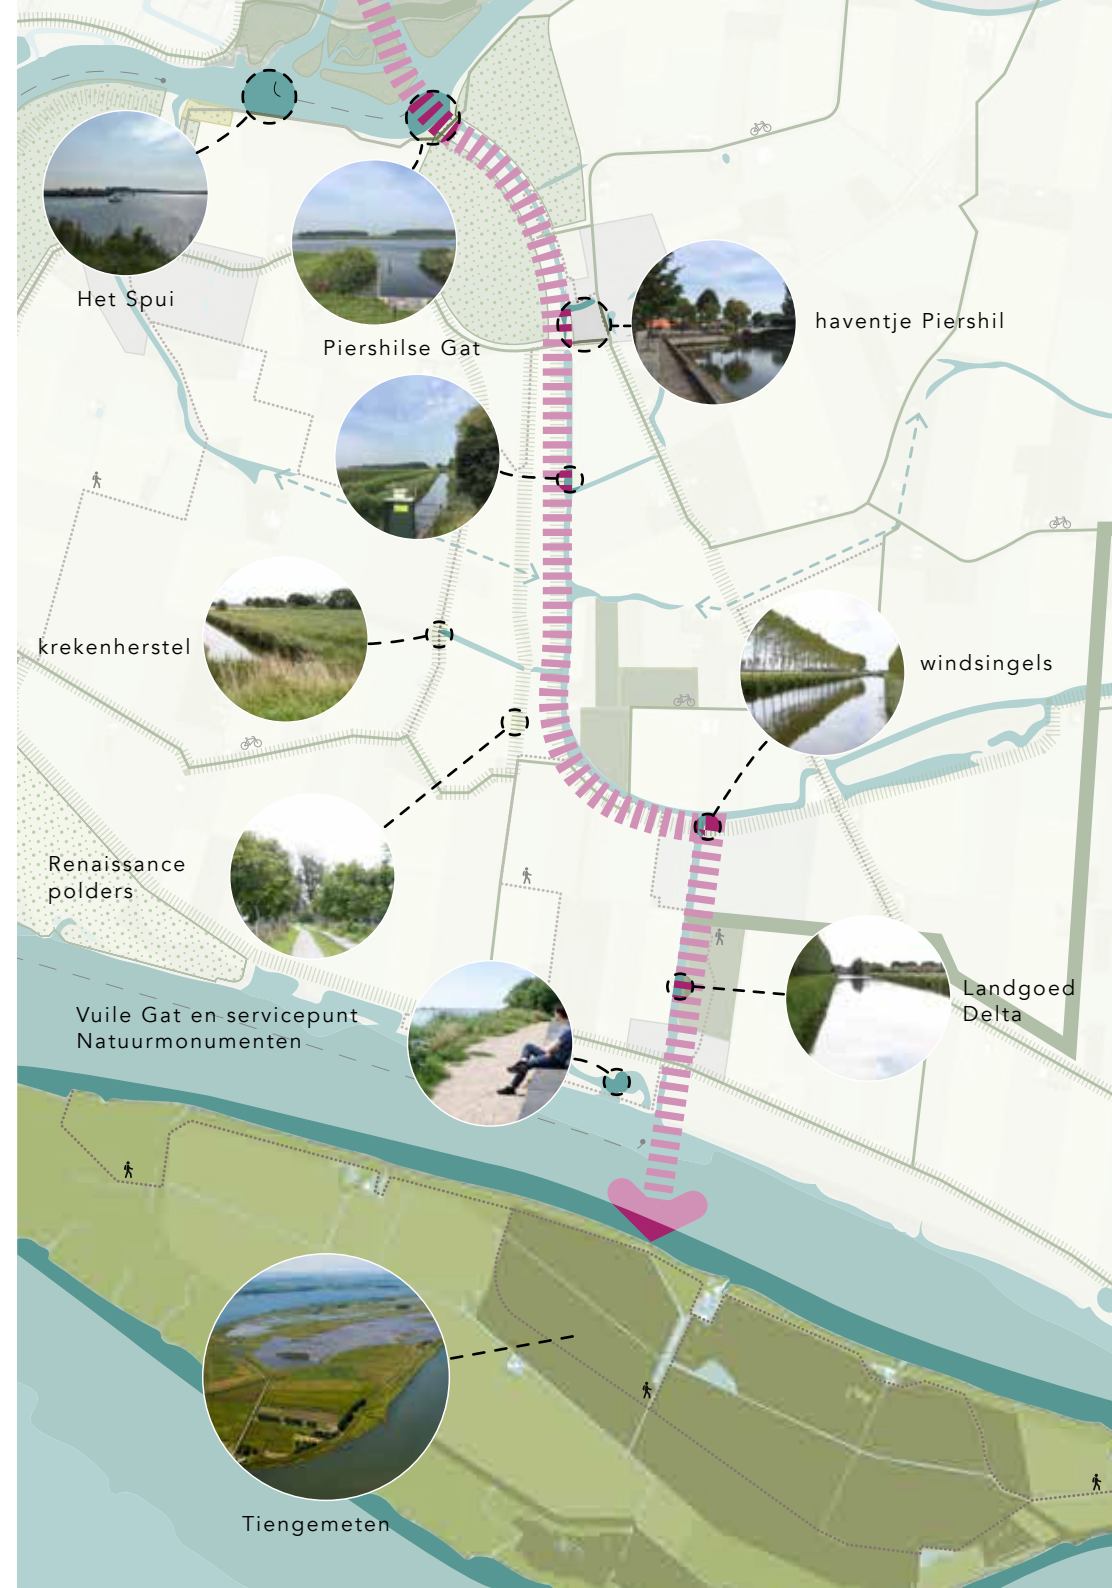 Het Spui
Piershilse Gat
haventje Piershil
krekenherstel
windsingels
Renaissance
polders
Vuile Gat en servicepunt
Natuurmonumenten
Landgoed
Delta
Tiengemeten